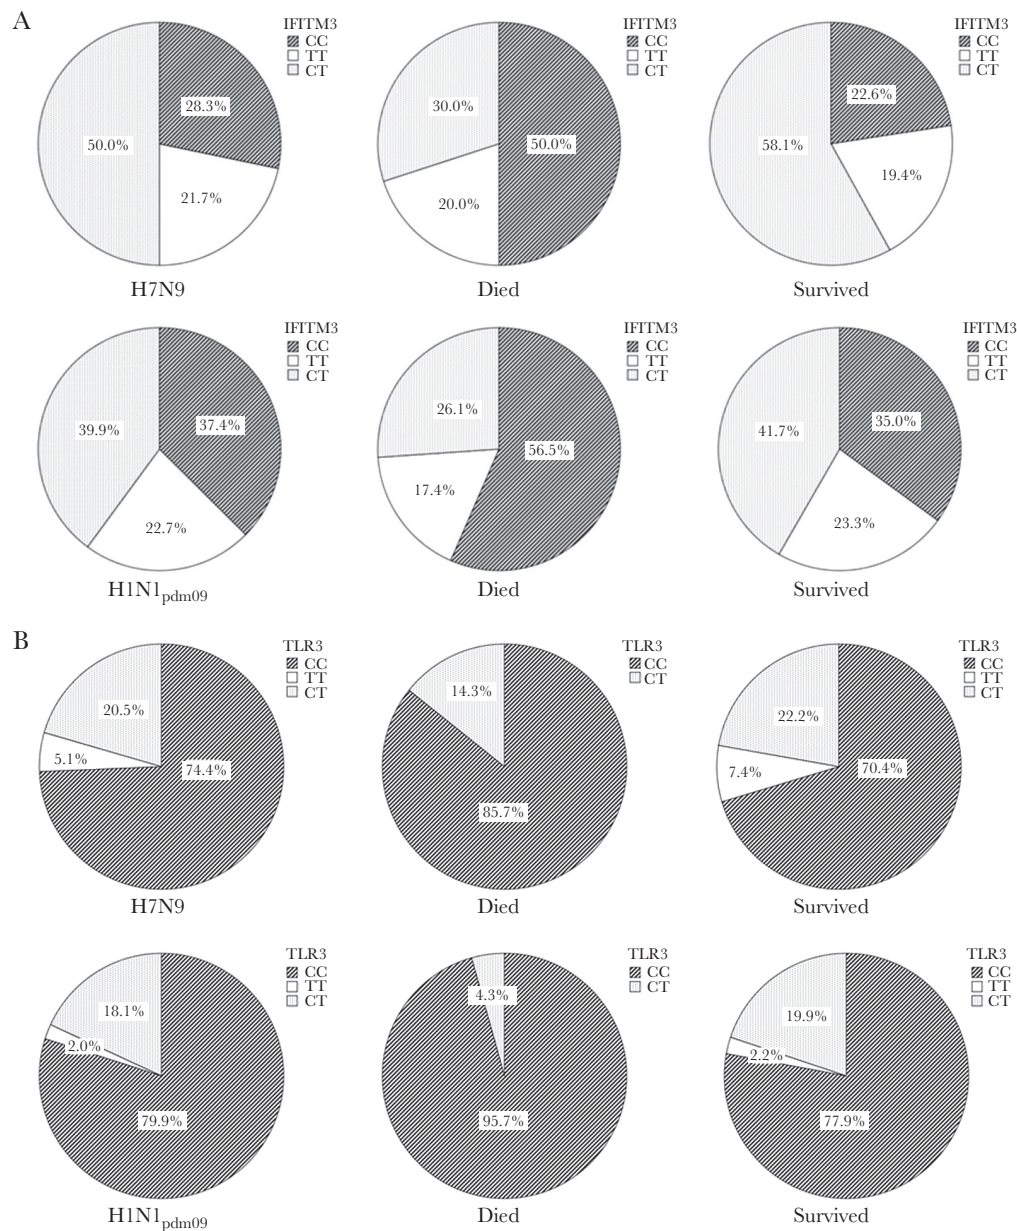 A
IFITM3
CC
TT
CT
28.3%
50.0%
21.7%
H7N9
IFITM3
CC
TT
CT
30.0%
50.0%
20.0%
Died
IFITM3
CC
TT
CT
22.6%
58.1%
19.4%
Survived
IFITM3
CC
TT
CT
39.9%
37.4%
22.7%
H1N1pdm09
IFITM3
CC
TT
CT
26.1%
56.5%
17.4%
Died
IFITM3
CC
TT
CT
41.7%
35.0%
23.3%
Survived
B
TLR3
CC
TT
CT
20.5%
5.1%
74.4%
H7N9
TLR3
CC
CT
14.3%
85.7%
Died
TLR3
CC
TT
CT
22.2%
7.4%
70.4%
Survived
TLR3
CC
TT
CT
18.1%
2.0%
79.9%
H1N1pdm09
TLR3
CC
CT
4.3%
95.7%
Died
TLR3
CC
TT
CT
19.9%
2.2%
77.9%
Survived